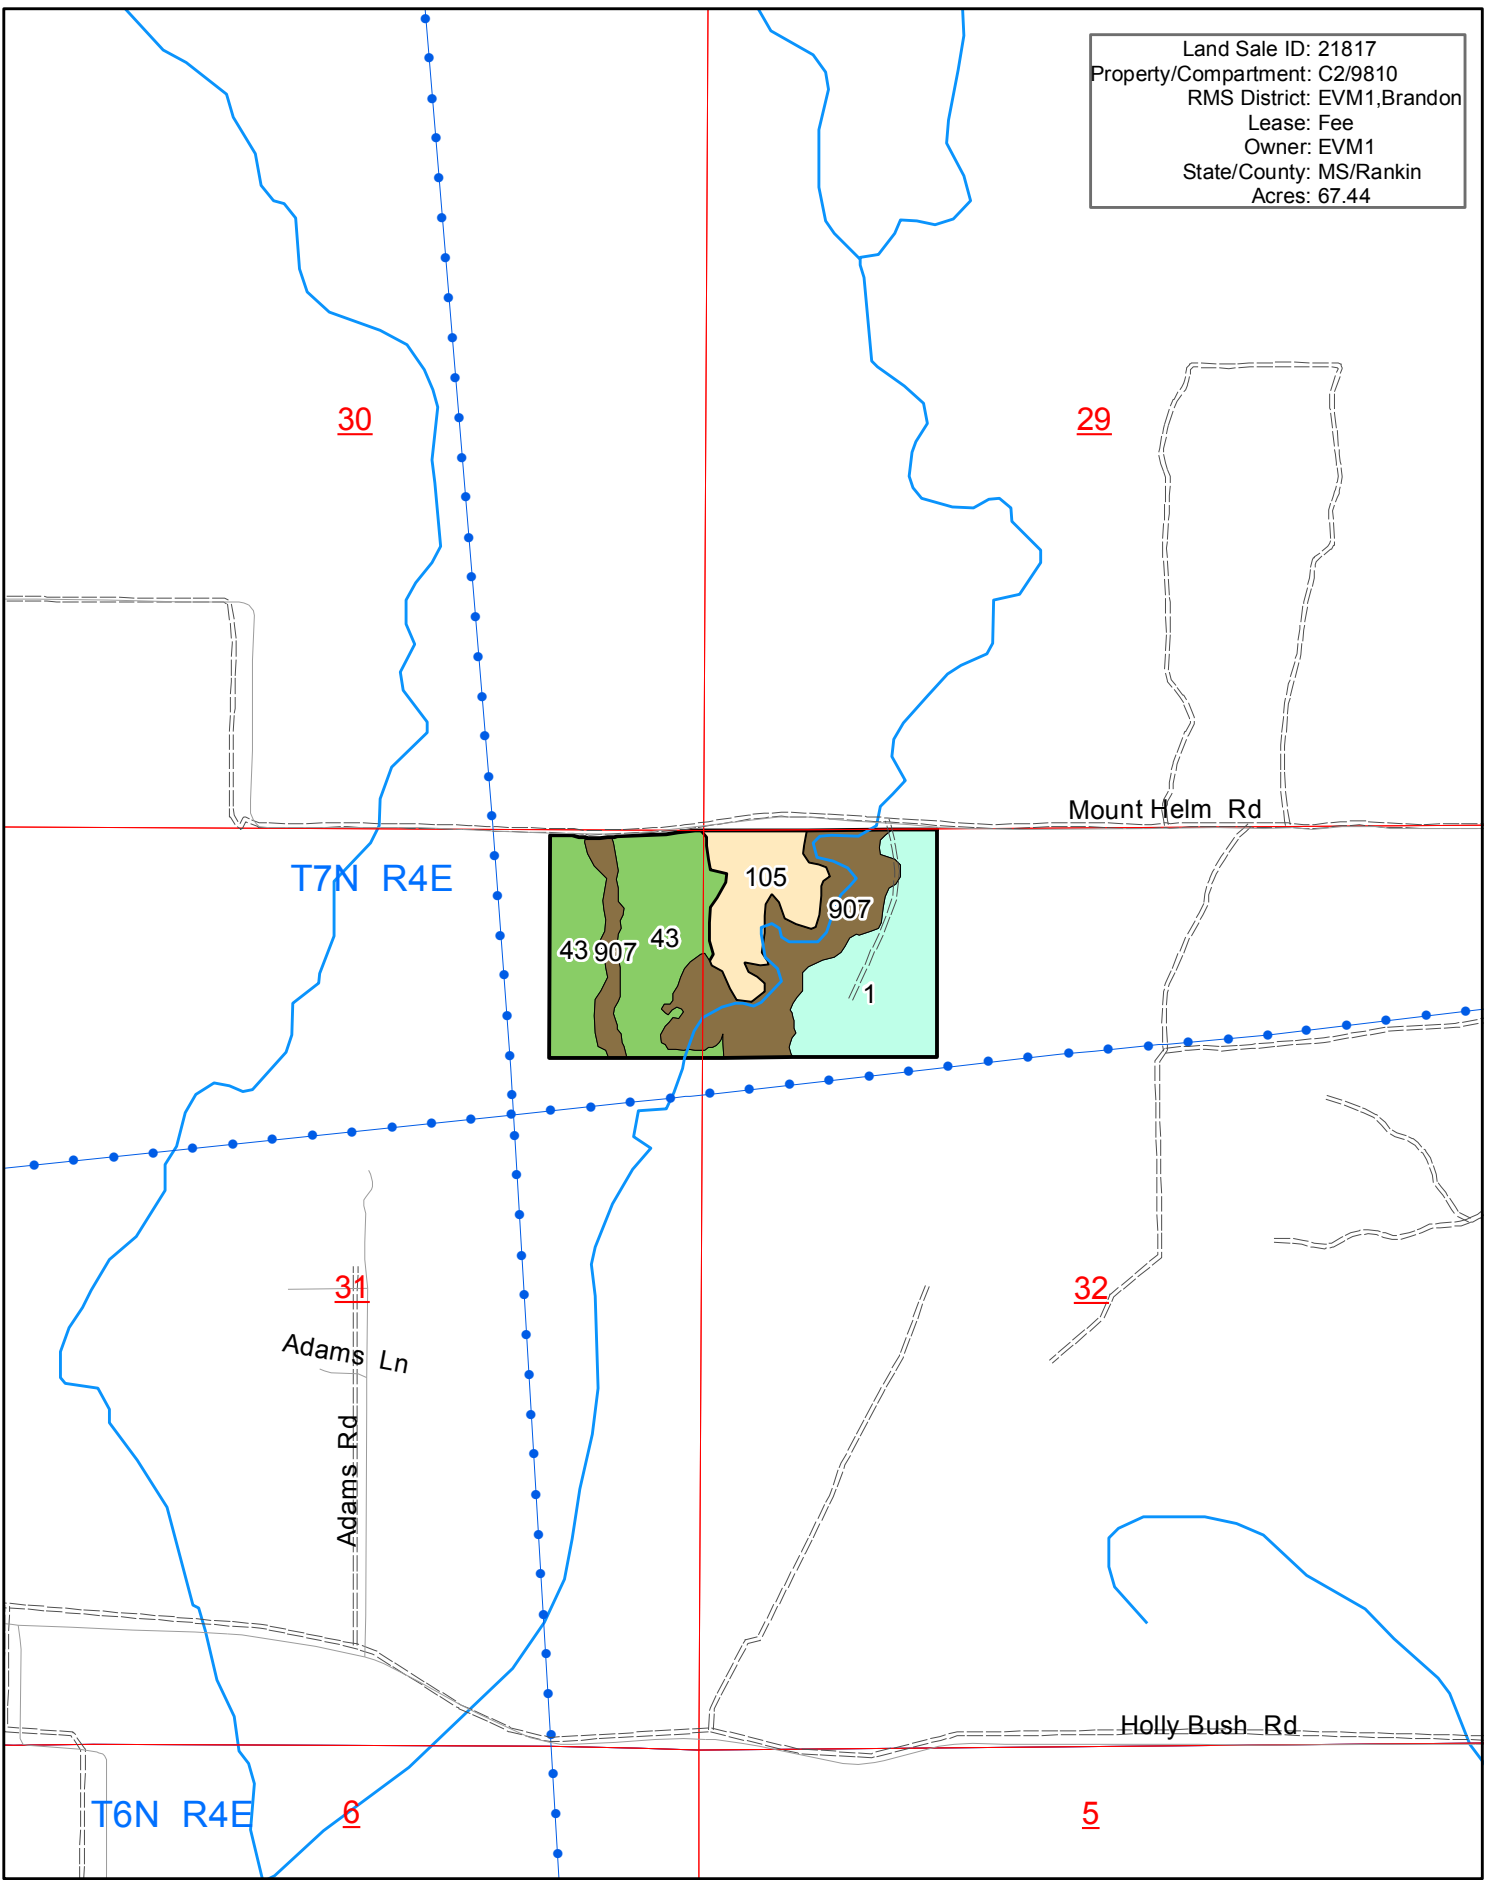 Land Sale ID: 21817
Property/Compartment: C2/9810
RMS District: EVM1,Brandon
Lease: Fee
Owner: EVM1
State/County: MS/Rankin
Acres: 67.44
30
29
Mount Helm Rd
T7N R4E
105
907
43 907 43
1
31
32
Adams Ln
Adams Rd
Holly Bush Rd
T6N R4E
6
5